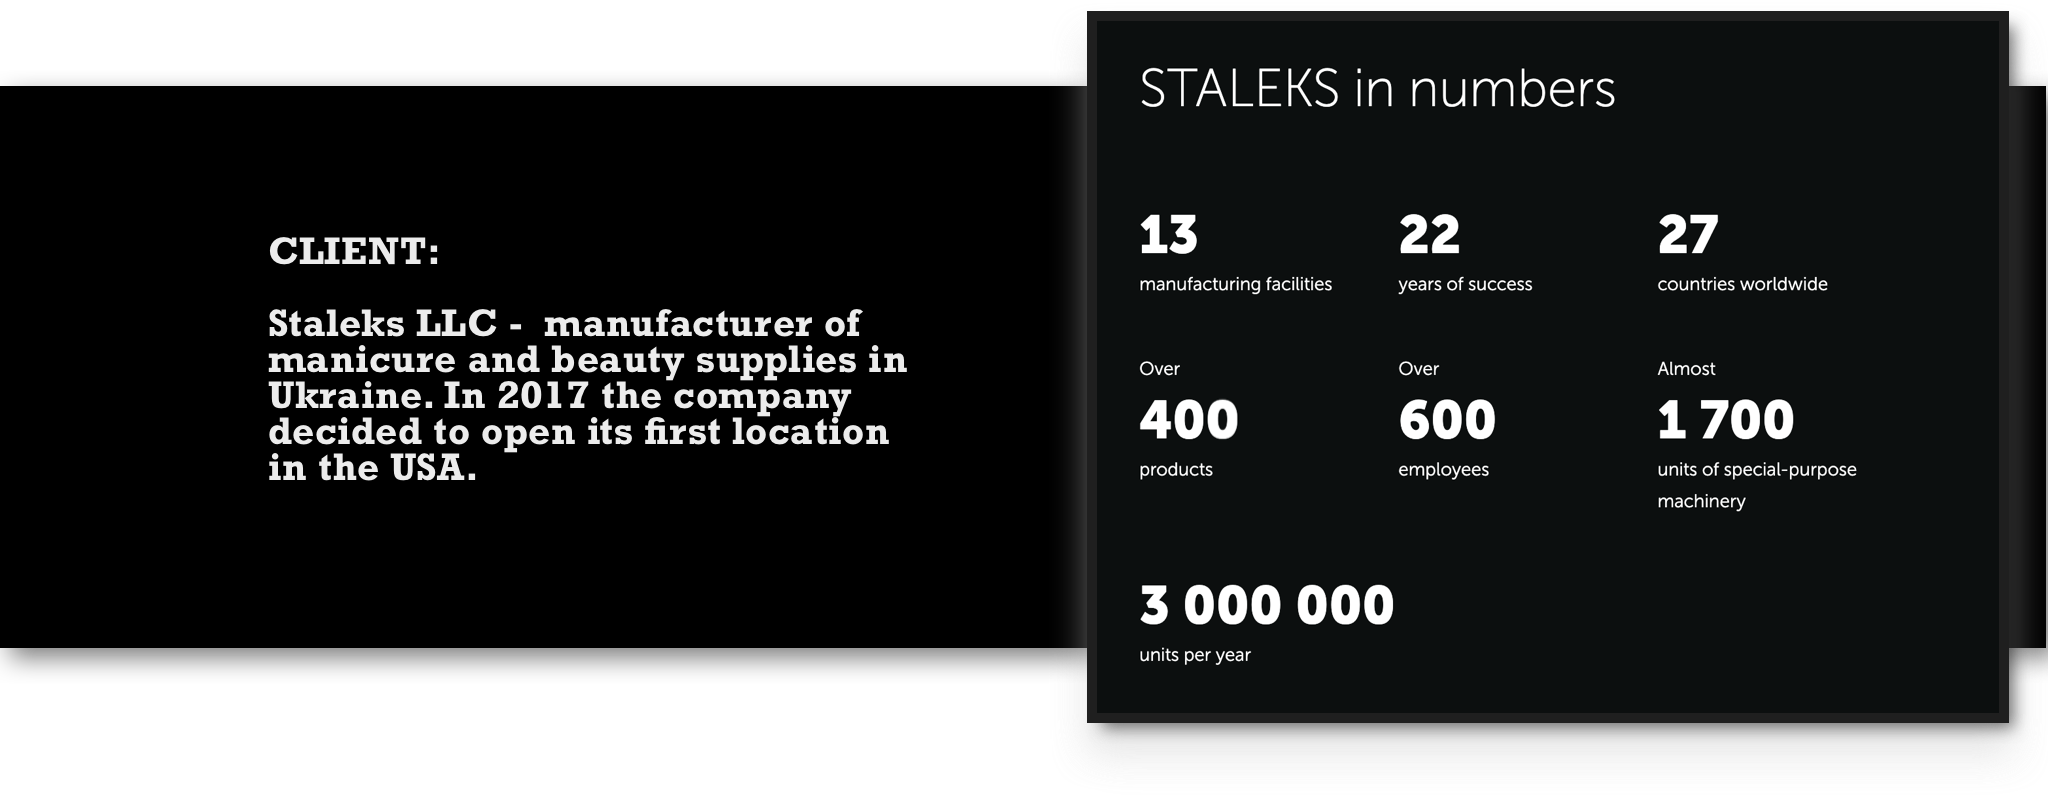 CLIENT:
Staleks LLC -  manufacturer of
manicure and beauty supplies in
Ukraine. In 2017 the company
decided to open its first location
in the USA.
STALEKS in numbers
13
manufacturing facilities
22
years of success
27
countries worldwide
Over
400
products
Over
600
employees
Almost
1 700
units of special-purpose
machinery
3 000 000
units per year